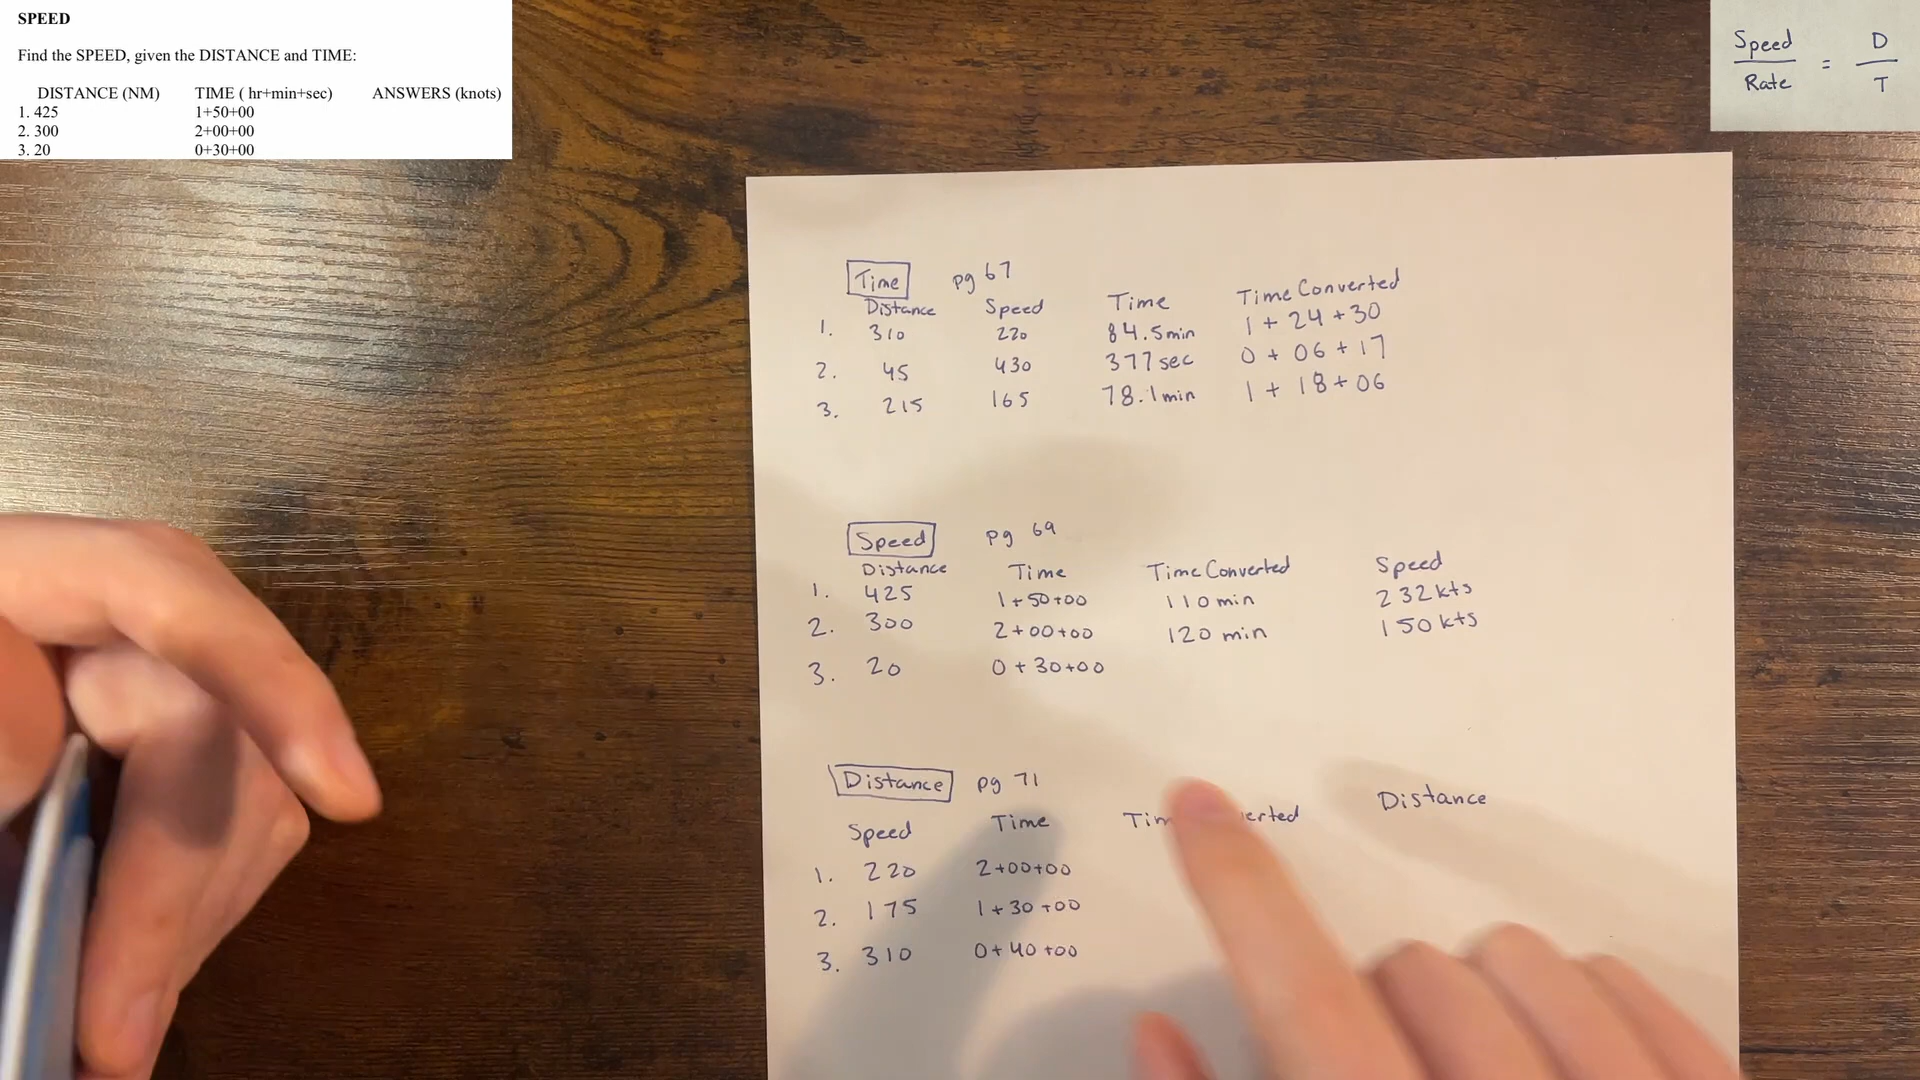 SPEED
Find the SPEED, given the DISTANCE and TIME:
DISTANCE (NM) TIME ( hr+min+sec) ANSWERS (knots)
1. 425 1+50+00
2. 300 2+00+00
3. 20 0+30+00
Speed D
= 
Rate T
Time pg 67
Distance Speed Time Time Converted
1. 310 220 84.5min 1 + 24 + 30
2. 45 430 377sec 0 + 06 + 17
3. 215 165 78.1min 1 + 18 + 06
Speed pg 69
Distance Time Time Converted Speed
1. 425 1+50+00 110 min 232kts
2. 300 2+00+00 120 min 150kts
3. 20 0+30+00
Distance pg 71
Speed Time Distance
1. 220 2+00+00
2. 175 1+30+00
3. 310 0+40+00